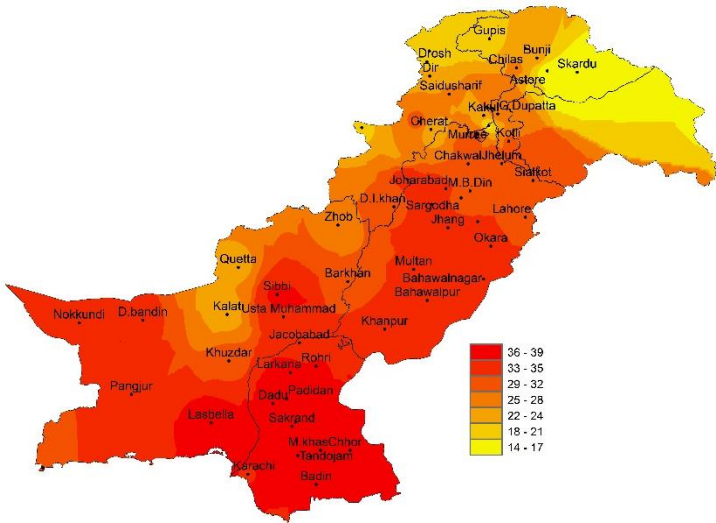 Gupis
Bunji
Drosh
Chilas
Skardu
Dir
Astore
Saidusharif
Kakul
G.Dupatta
Cherat
Murree
Kotli
Chakwal
Jhelum
Sialkot
Joharabad
M.B.Din
D.I.khan
Sargodha
Lahore
Zhob
Jhang
Okara
Quetta
Multan
Barkhan
Bahawalnagar
Sibbi
Bahawalpur
Nokkundi
D.bandin
Kalat
Usta Muhammad
Khanpur
Jacobabad
Khuzdar
Rohri
Larkana
Pangjur
Dadu
Padidan
Lasbella
Sakrand
M.khas
Chhor
Tandojam
Karachi
Badin
36 - 39
33 - 35
29 - 32
25 - 28
22 - 24
18 - 21
14 - 17